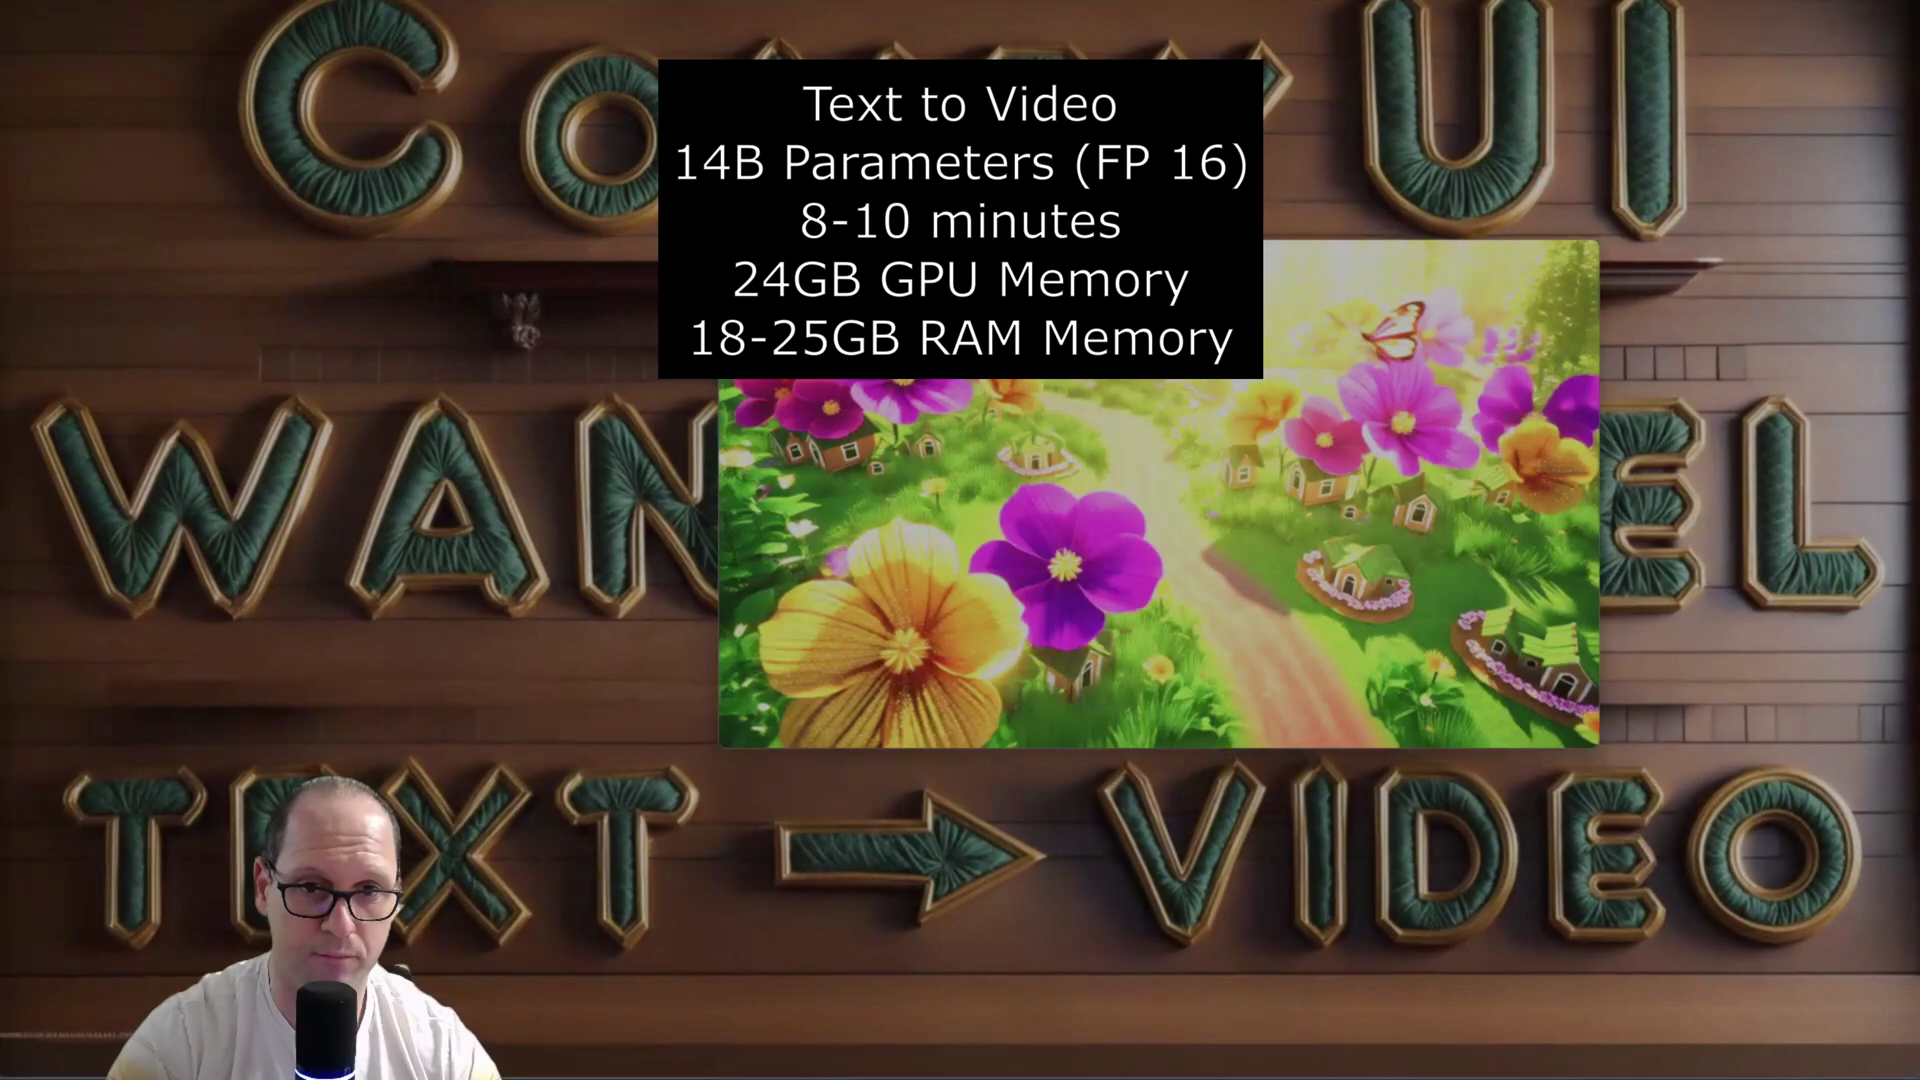 UI
Text to Video
14B Parameters (FP 16)
8-10 minutes
24GB GPU Memory
18-25GB RAM Memory
WAN
TEXT → VIDEO